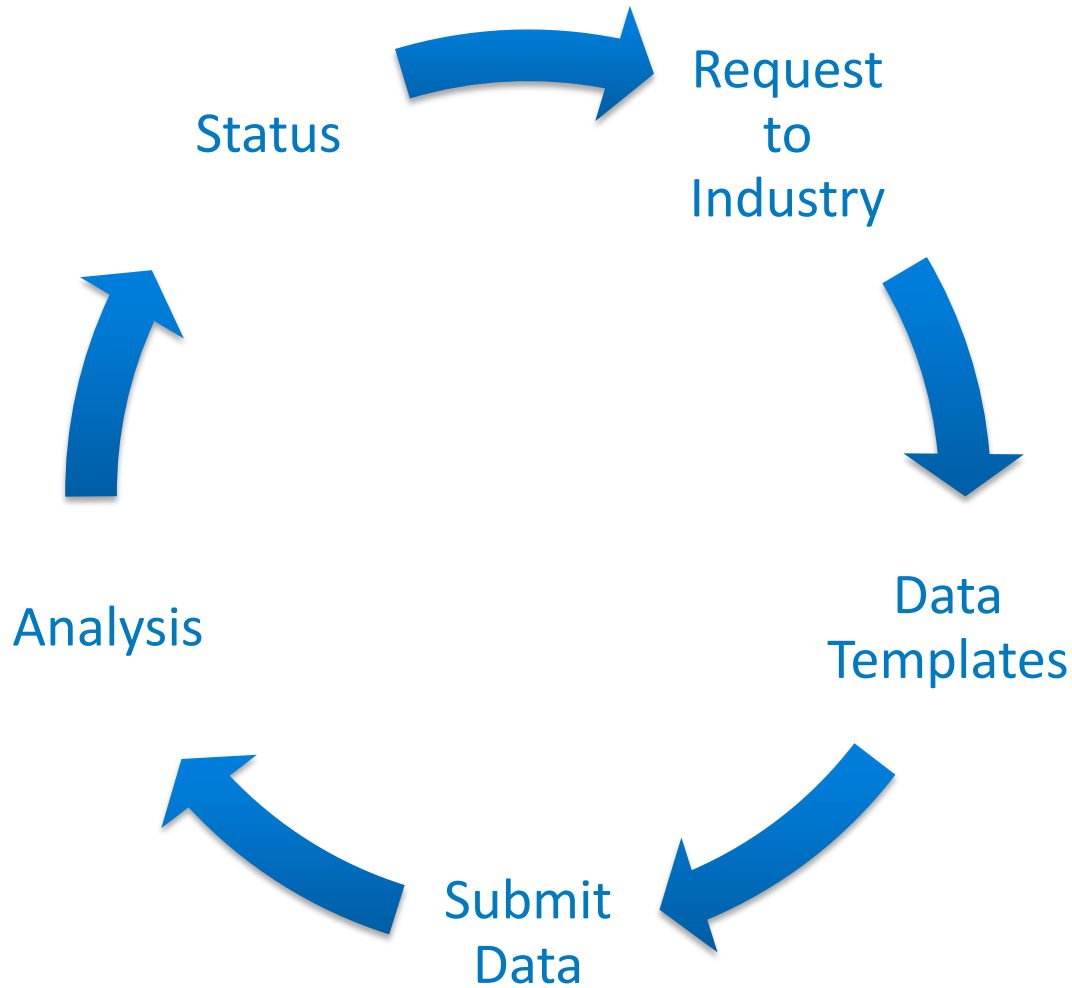 Status
Request
to
Industry
Data
Templates
Submit
Data
Analysis